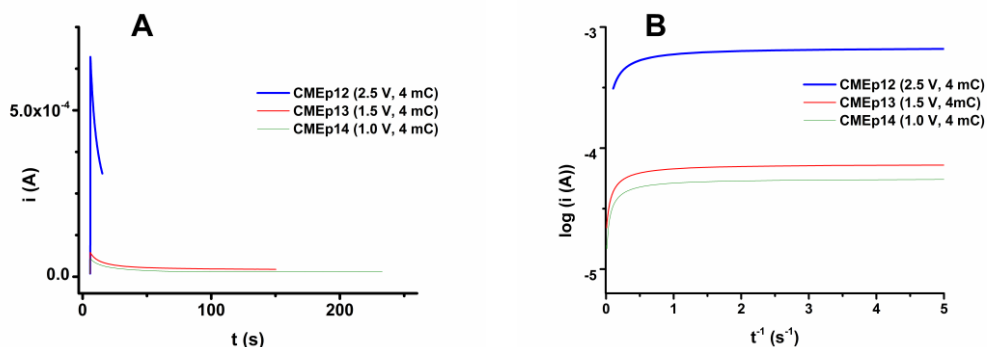 A
5.0x10⁻⁴
0.0
i (A)
0
100
200
t (s)
CMEp12 (2.5 V, 4 mC)
CMEp13 (1.5 V, 4 mC)
CMEp14 (1.0 V, 4 mC)
B
-3
-4
-5
log (i (A))
0
1
2
3
4
5
t⁻¹ (s⁻¹)
CMEp12 (2.5 V, 4 mC)
CMEp13 (1.5 V, 4mC)
CMEp14 (1.0 V, 4 mC)